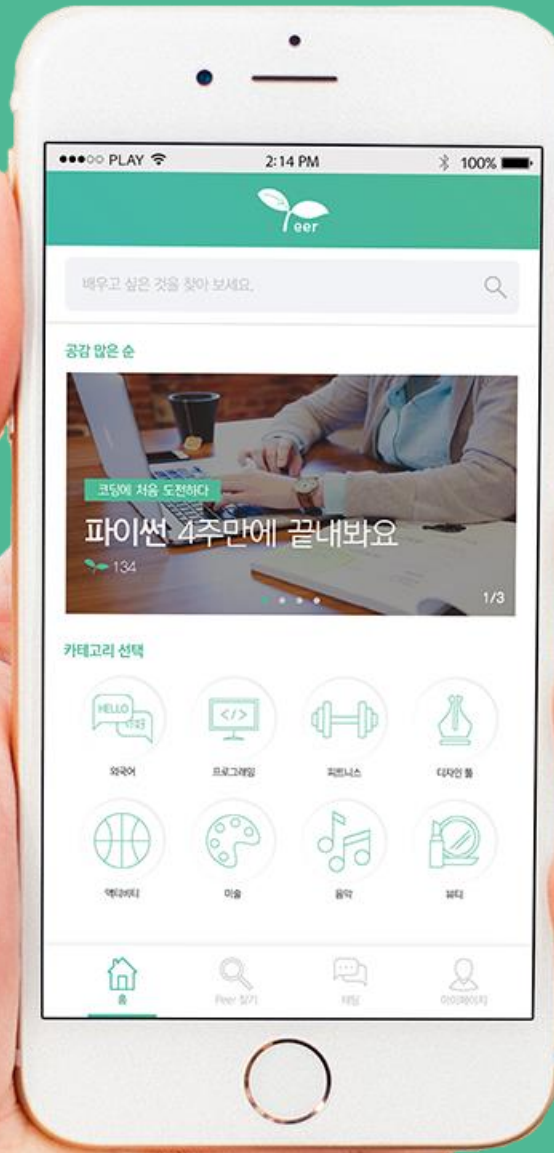 PLAY 2:14 PM 100%
Peer
배우고 싶은 것을 찾아 보세요.
공감 많은 순
코딩에 처음 도전하다
파이썬 4주만에 끝내봐요
134
1/3
카테고리 선택
HELLO
</>
외국어 프로그래밍 피트니스 디자인 툴
액티비티 미술 음악 뷰티
홈 Peer 찾기 채팅 마이페이지